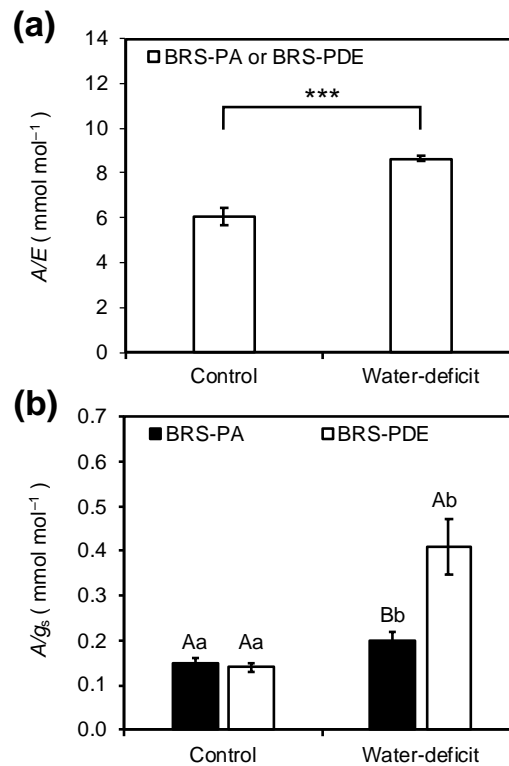 (a)
14
12
10
8
6
4
2
0
A/E ( mmol mol⁻¹ )
BRS-PA or BRS-PDE
***
Control Water-deficit
(b)
0.7
0.6
0.5
0.4
0.3
0.2
0.1
0.0
A/gₛ ( mmol mol⁻¹ )
BRS-PA BRS-PDE
Aa Aa Bb Ab
Control Water-deficit